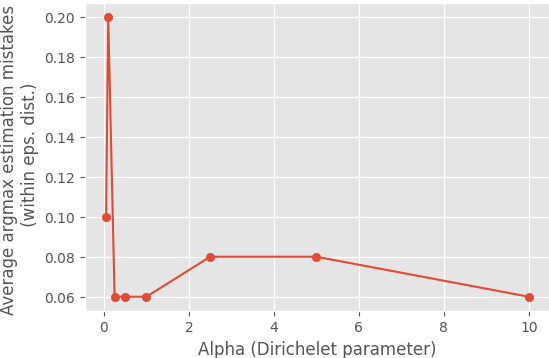 Average argmax estimation mistakes
(within eps. dist.)
0.20
0.18
0.16
0.14
0.12
0.10
0.08
0.06
0 2 4 6 8 10
Alpha (Dirichelet parameter)